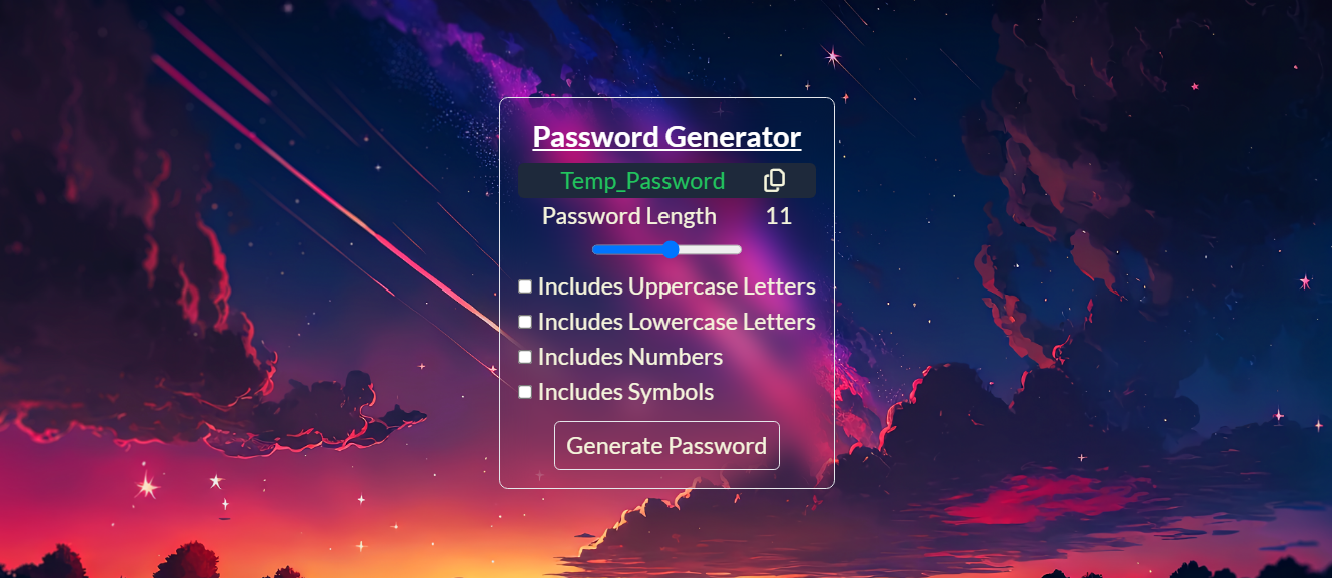 Password Generator
Temp_Password
Password Length 11
Includes Uppercase Letters
Includes Lowercase Letters
Includes Numbers
Includes Symbols
Generate Password